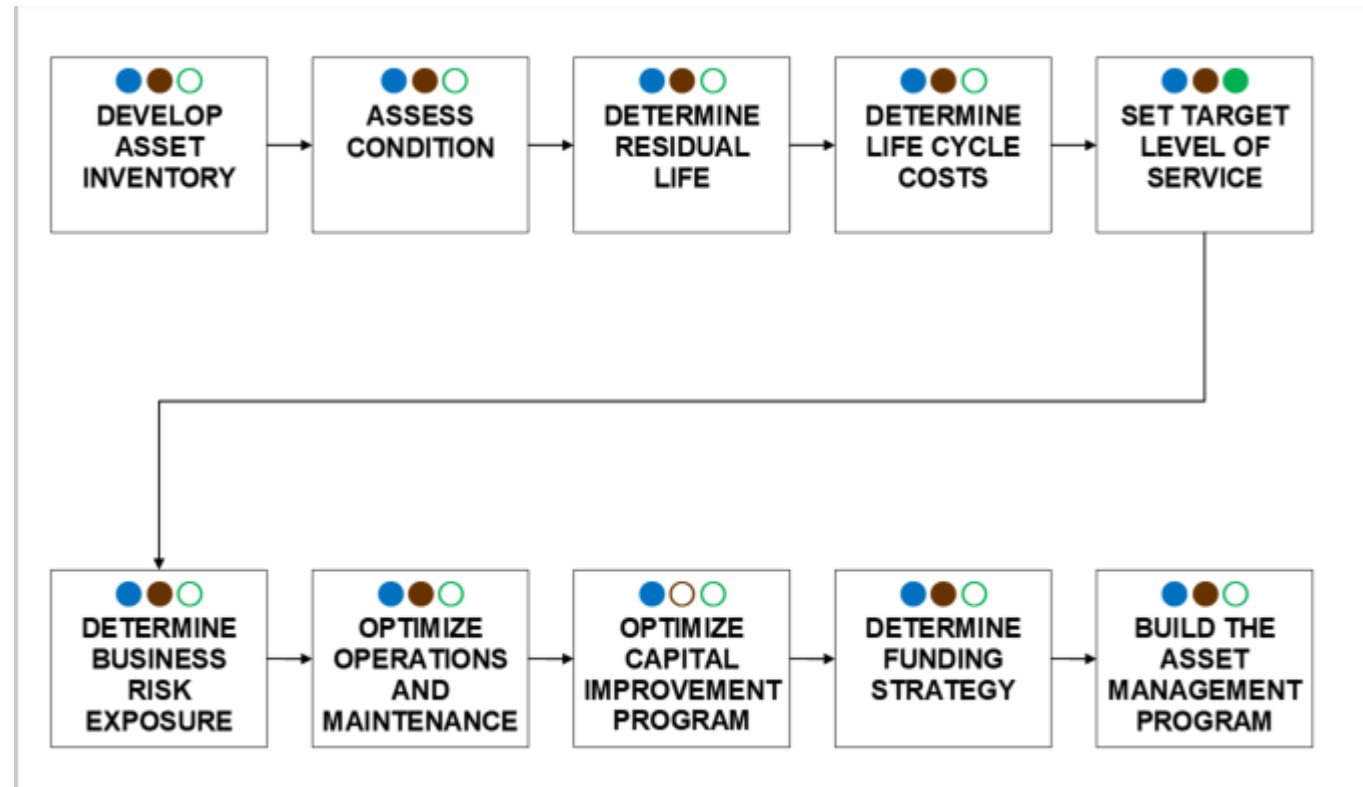 DEVELOP
ASSET
INVENTORY
ASSESS
CONDITION
DETERMINE
RESIDUAL
LIFE
DETERMINE
LIFE CYCLE
COSTS
SET TARGET
LEVEL OF
SERVICE
DETERMINE
BUSINESS
RISK
EXPOSURE
OPTIMIZE
OPERATIONS
AND
MAINTENANCE
OPTIMIZE
CAPITAL
IMPROVEMENT
PROGRAM
DETERMINE
FUNDING
STRATEGY
BUILD THE
ASSET
MANAGEMENT
PROGRAM